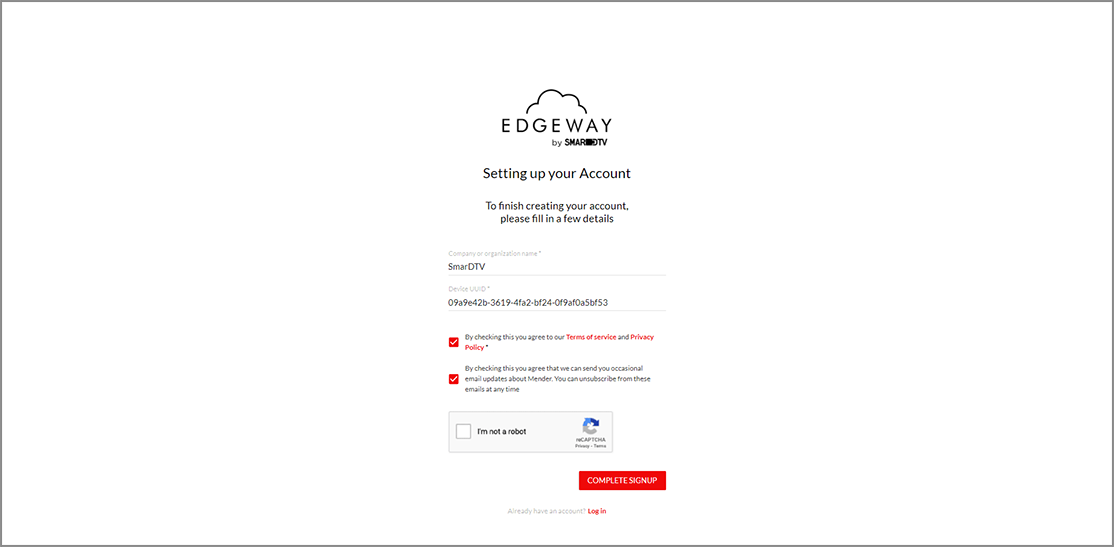 EDGEWAY
by SMARDTV
Setting up your Account
To finish creating your account,
please fill in a few details
Company or organization name *
SmarDTV
Device UUID *
09a9e42b-3619-4fa2-bf24-0f9af0a5bf53
By checking this you agree to our Terms of service and Privacy
Policy *
By checking this you agree that we can send you occasional
email updates about Mender. You can unsubscribe from these
emails at any time
I'm not a robot
reCAPTCHA
Privacy - Terms
COMPLETE SIGNUP
Already have an account? Log in